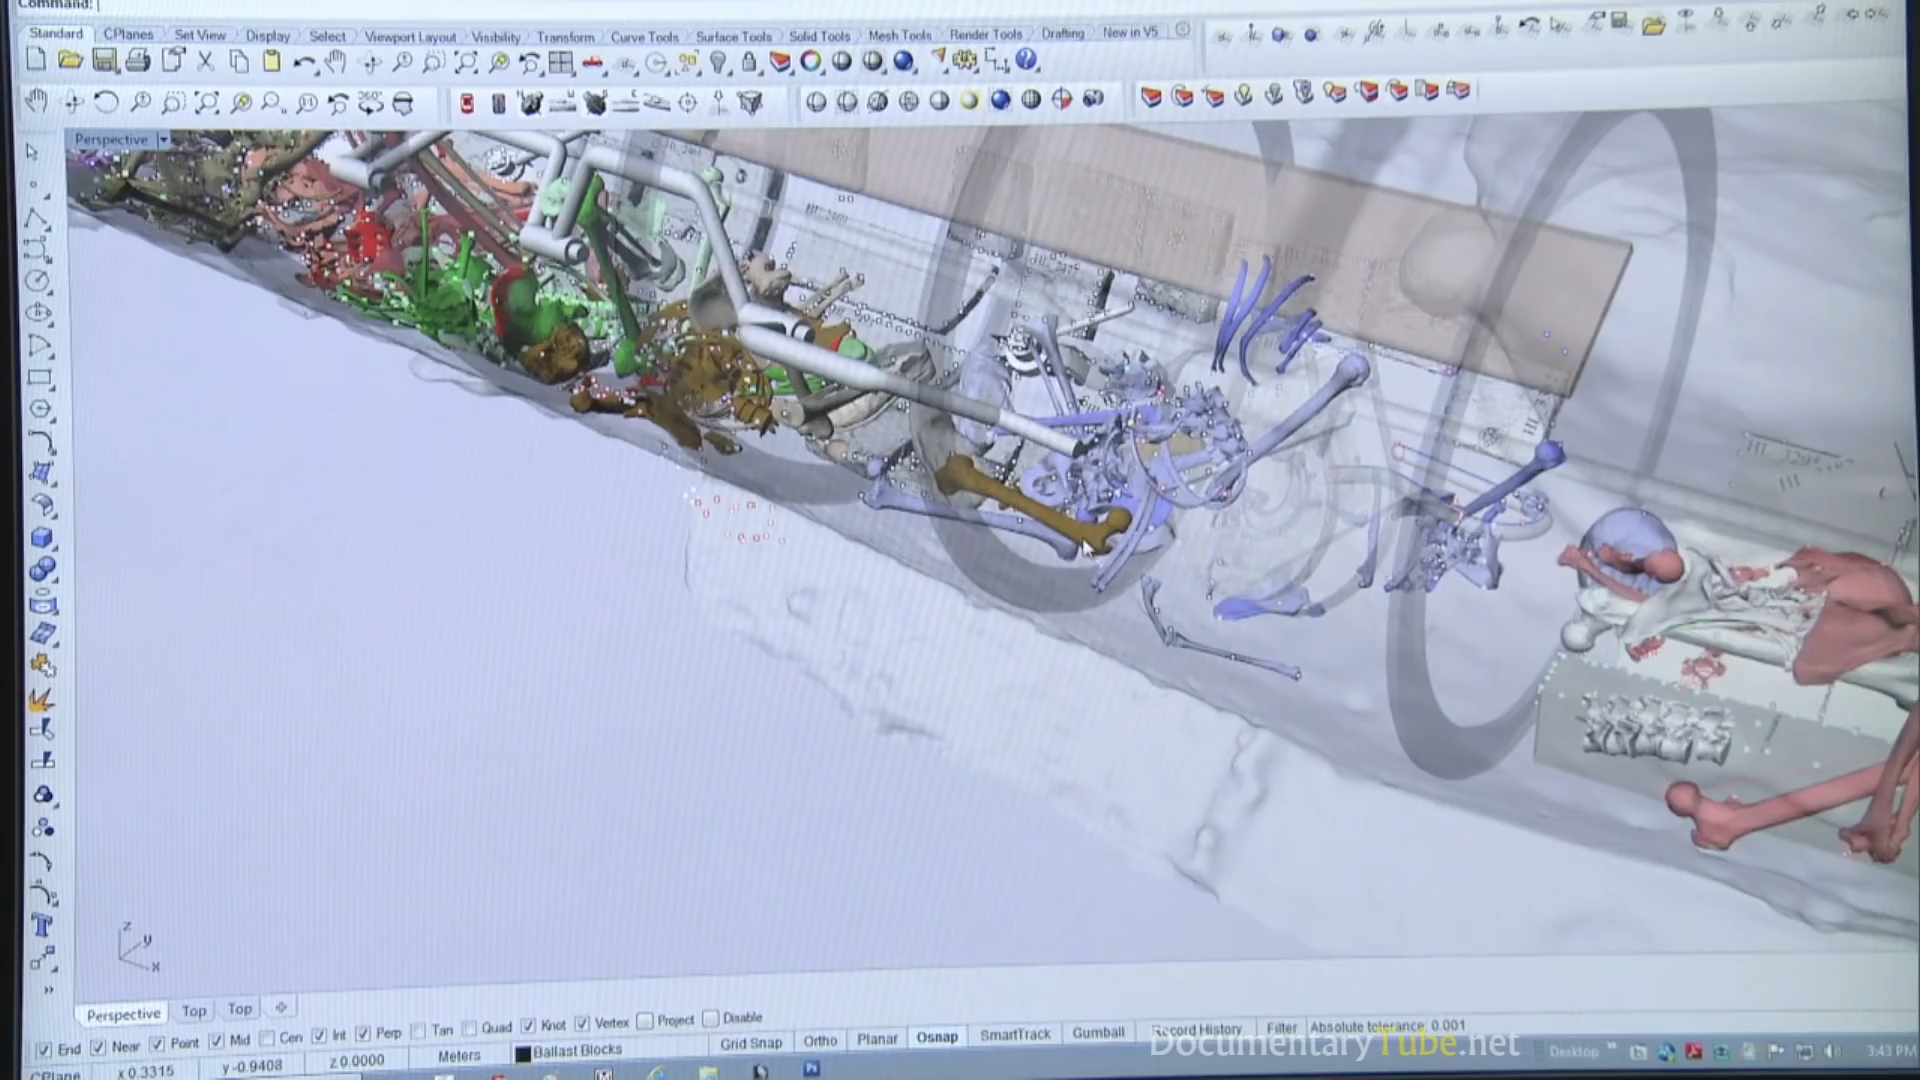 Command:
Standard CPlanes Set View Display Select Viewport Layout Visibility Transform Curve Tools Surface Tools Solid Tools Mesh Tools Render Tools Drafting New in V5
Perspective
Perspective Top Top
End Near Point Mid Cen Int Perp Tan Quad Knot Vertex Project Disable
CPlane x 0.3315 y -0.9408 z 0.0000 Meters Ballast Blocks Grid Snap Ortho Planar Osnap SmartTrack Gumball Record History Filter Absolute tolerance: 0.001
z
y
x
DocumentaryTube.net
Desktop
3:43 PM